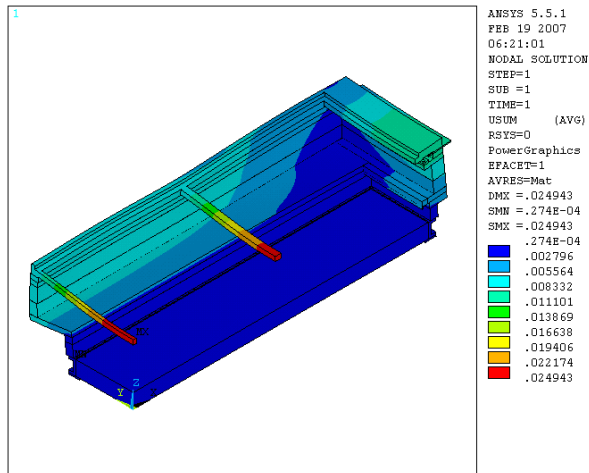 1
ANSYS 5.5.1
FEB 19 2007
06:21:01
NODAL SOLUTION
STEP=1
SUB =1
TIME=1
USUM (AVG)
RSYS=0
PowerGraphics
EFACET=1
AVRES=Mat
DMX =.024943
SMN =.274E-04
SMX =.024943
.274E-04
.002796
.005564
.008332
.011101
.013869
.016638
.019406
.022174
.024943
MX
Z
Y